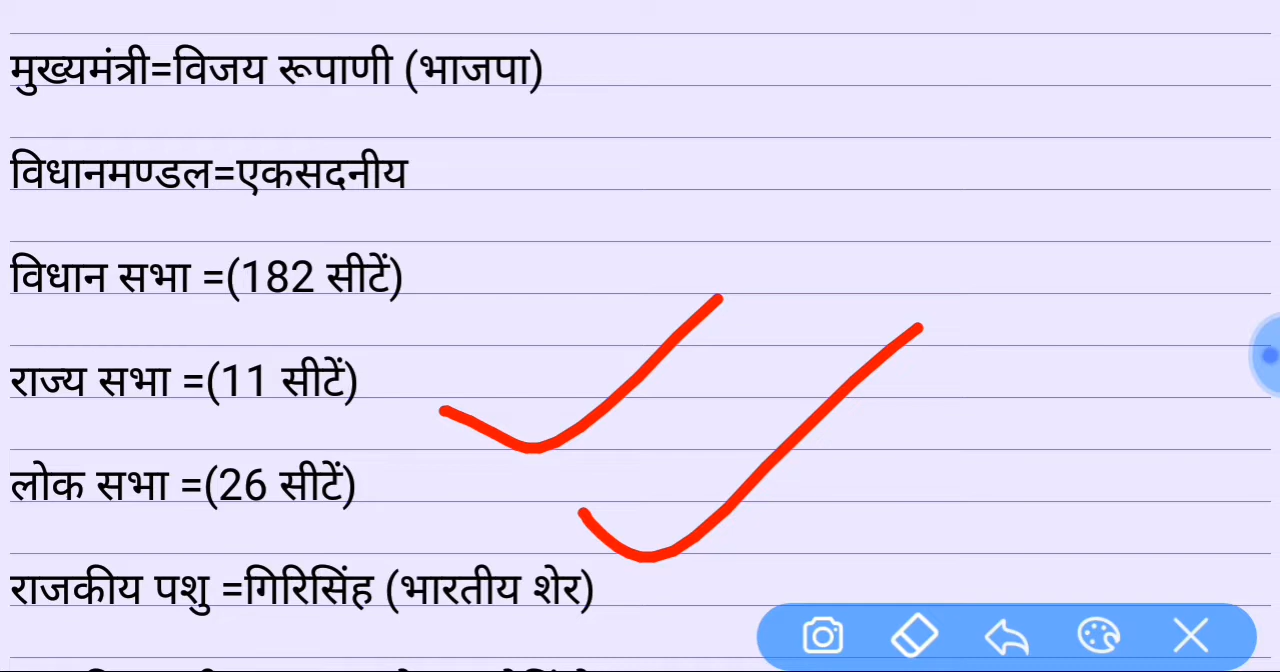 मुख्यमंत्री=विजय रूपाणी (भाजपा)
विधानमण्डल=एकसदनीय
विधान सभा =(182 सीटें)
राज्य सभा =(11 सीटें)
लोक सभा =(26 सीटें)
राजकीय पशु =गिरिसिंह (भारतीय शेर)